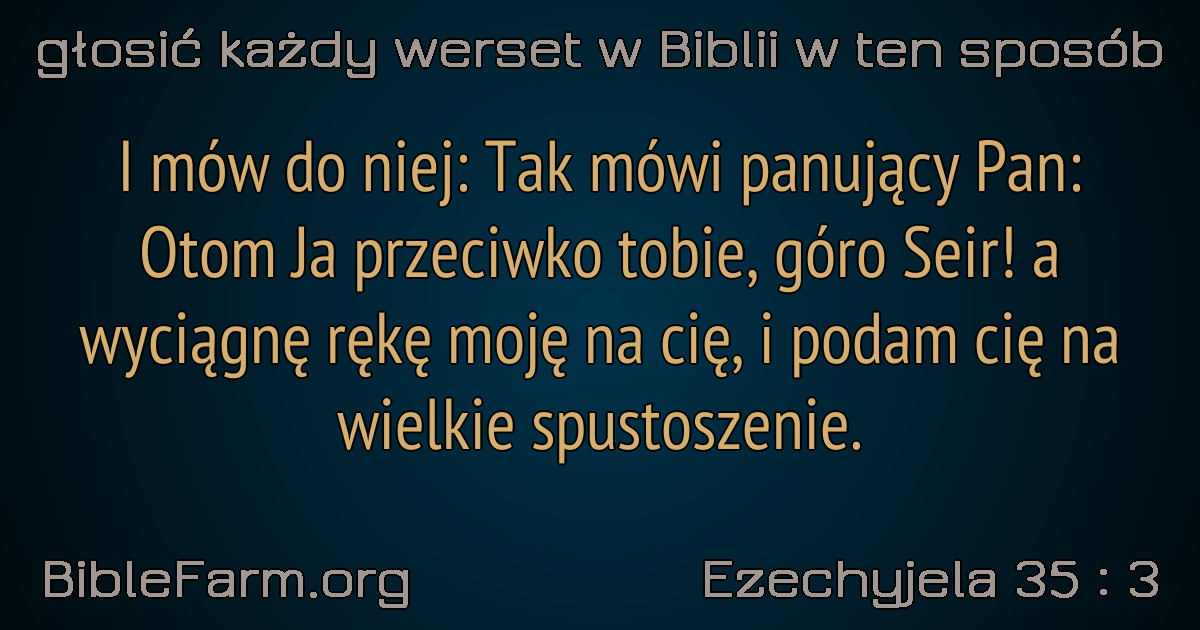 głosić każdy werset w Biblii w ten sposób
I mów do niej: Tak mówi panujący Pan:
Otom Ja przeciwko tobie, góro Seir! a
wyciągnę rękę moję na cię, i podam cię na
wielkie spustoszenie.
BibleFarm.org
Ezechyjela 35 : 3